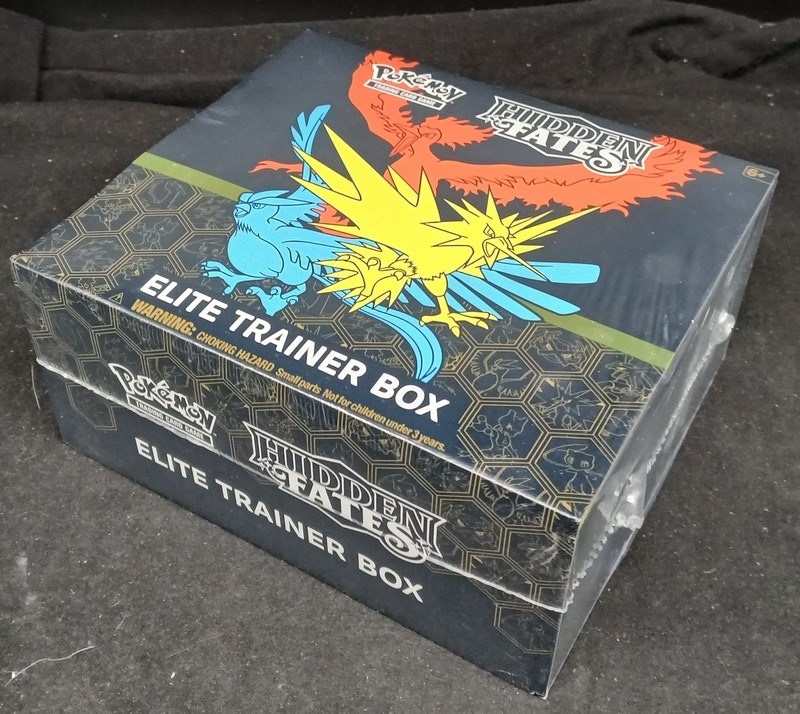 Pokémon
TRADING CARD GAME
HIDDEN
FATES
6+
ELITE TRAINER BOX
WARNING: CHOKING HAZARD Small parts Not for children under 3 years.
Pokémon
TRADING CARD GAME
HIDDEN
FATES
ELITE TRAINER BOX